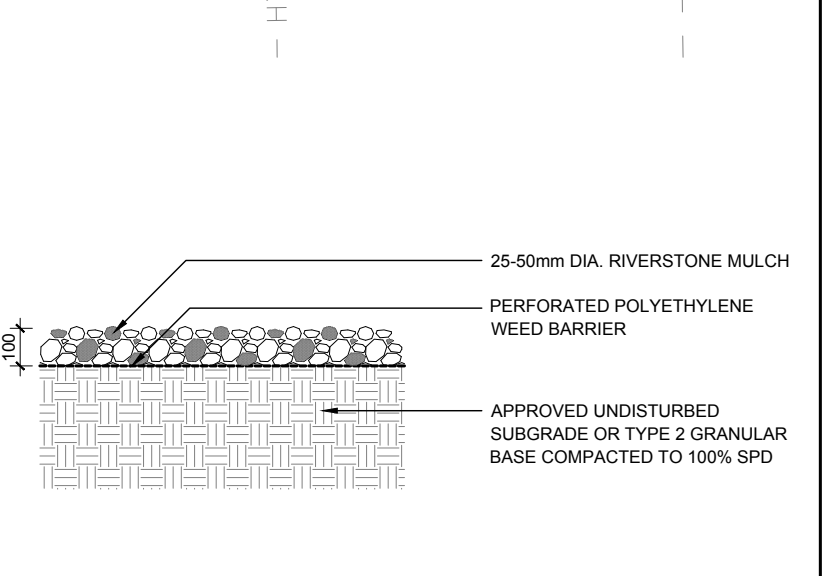 H
25-50mm DIA. RIVERSTONE MULCH
PERFORATED POLYETHYLENE
WEED BARRIER
100
APPROVED UNDISTURBED
SUBGRADE OR TYPE 2 GRANULAR
BASE COMPACTED TO 100% SPD